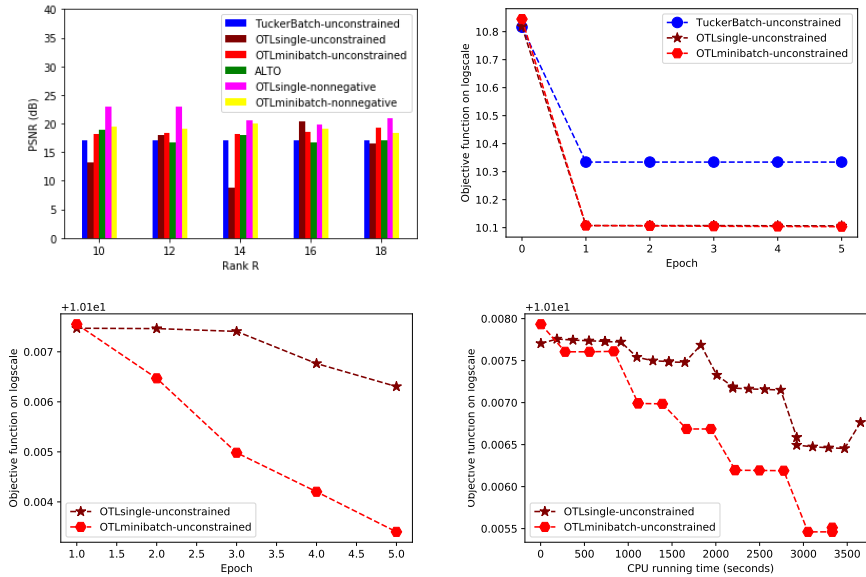 40
35
30
25
20
15
10
5
0
PSNR (dB)
10
12
14
16
18
Rank R
TuckerBatch-unconstrained
OTLsingle-unconstrained
OTLminibatch-unconstrained
ALTO
OTLsingle-nonnegative
OTLminibatch-nonnegative
10.8
10.7
10.6
10.5
10.4
10.3
10.2
10.1
Objective function on logscale
0
1
2
3
4
5
Epoch
TuckerBatch-unconstrained
OTLsingle-unconstrained
OTLminibatch-unconstrained
+1.01e1
0.007
0.006
0.005
0.004
Objective function on logscale
1.0
1.5
2.0
2.5
3.0
3.5
4.0
4.5
5.0
Epoch
OTLsingle-unconstrained
OTLminibatch-unconstrained
+1.01e1
0.0080
0.0075
0.0070
0.0065
0.0060
0.0055
Objective function on logscale
0
500
1000
1500
2000
2500
3000
3500
CPU running time (seconds)
OTLsingle-unconstrained
OTLminibatch-unconstrained